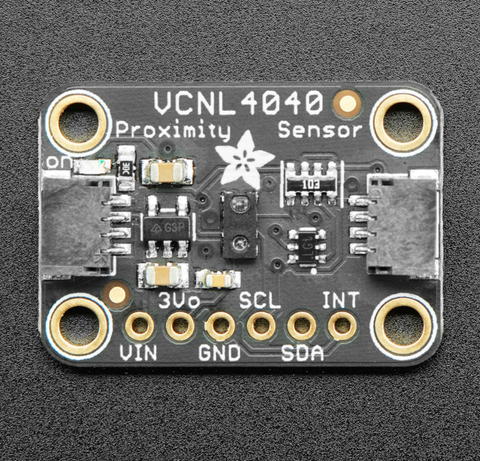 VCNL4040
Proximity Sensor
on
103
G3P
3Vo SCL INT
VIN GND SDA